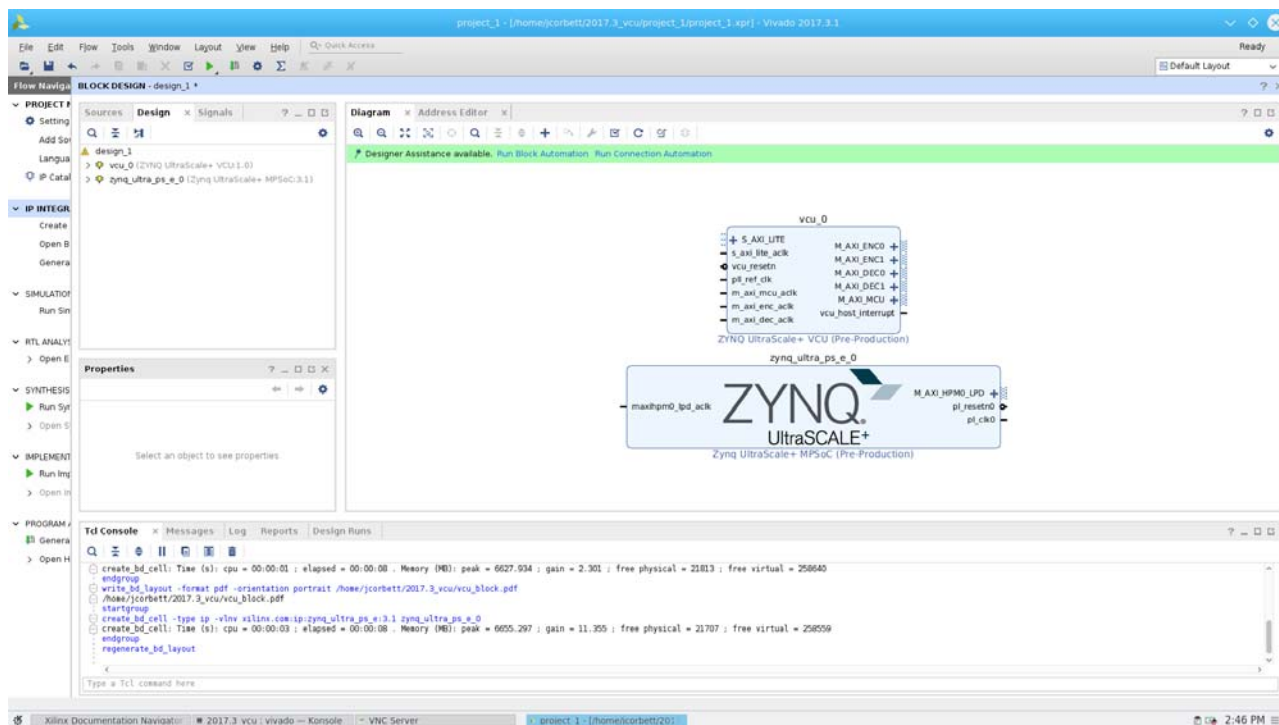 project_1 - [/home/jcorbett/2017.3_vcu/project_1/project_1.xpr] - Vivado 2017.3.1
File Edit Flow Tools Window Layout View Help Quick Access
Ready
Default Layout
Flow Naviga
BLOCK DESIGN - design_1 *
PROJECT M
Setting
Add Sou
Langua
IP Catal
IP INTEGR
Create
Open B
Genera
SIMULATION
Run Sim
RTL ANALYS
Open E
SYNTHESIS
Run Syn
Open S
IMPLEMENT
Run Imp
Open Im
PROGRAM A
Genera
Open H
Sources Design Signals
design_1
vcu_0 (ZYNQ UltraScale+ VCU:1.0)
zynq_ultra_ps_e_0 (Zynq UltraScale+ MPSoC:3.1)
Properties
Select an object to see properties
Diagram Address Editor
Designer Assistance available. Run Block Automation Run Connection Automation
vcu_0
S_AXI_LITE
s_axi_lite_aclk
vcu_resetn
pll_ref_clk
m_axi_mcu_aclk
m_axi_enc_aclk
m_axi_dec_aclk
M_AXI_ENC0
M_AXI_ENC1
M_AXI_DEC0
M_AXI_DEC1
M_AXI_MCU
vcu_host_interrupt
ZYNQ UltraScale+ VCU (Pre-Production)
zynq_ultra_ps_e_0
maxihpm0_lpd_aclk
ZYNQ.
UltraSCALE+
M_AXI_HPM0_LPD
pl_resetn0
pl_clk0
Zynq UltraScale+ MPSoC (Pre-Production)
Tcl Console Messages Log Reports Design Runs
create_bd_cell: Time (s): cpu = 00:00:01 ; elapsed = 00:00:08 . Memory (MB): peak = 6627.934 ; gain = 2.301 ; free physical = 21813 ; free virtual = 258640
endgroup
write_bd_layout -format pdf -orientation portrait /home/jcorbett/2017.3_vcu/vcu_block.pdf
/home/jcorbett/2017.3_vcu/vcu_block.pdf
startgroup
create_bd_cell -type ip -vlnv xilinx.com:ip:zynq_ultra_ps_e:3.1 zynq_ultra_ps_e_0
create_bd_cell: Time (s): cpu = 00:00:03 ; elapsed = 00:00:08 . Memory (MB): peak = 6655.297 ; gain = 11.355 ; free physical = 21707 ; free virtual = 258559
endgroup
regenerate_bd_layout
Type a Tcl command here
Xilinx Documentation Navigator 2017.3_vcu : vivado — Konsole VNC Server project_1 - [/home/jcorbett/201 2:46 PM